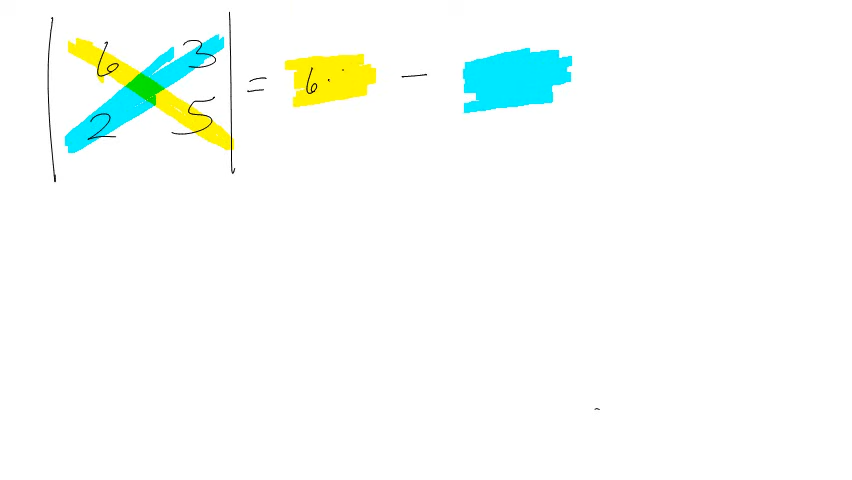 | 6 3 | = 6 · −
| 2 5 |